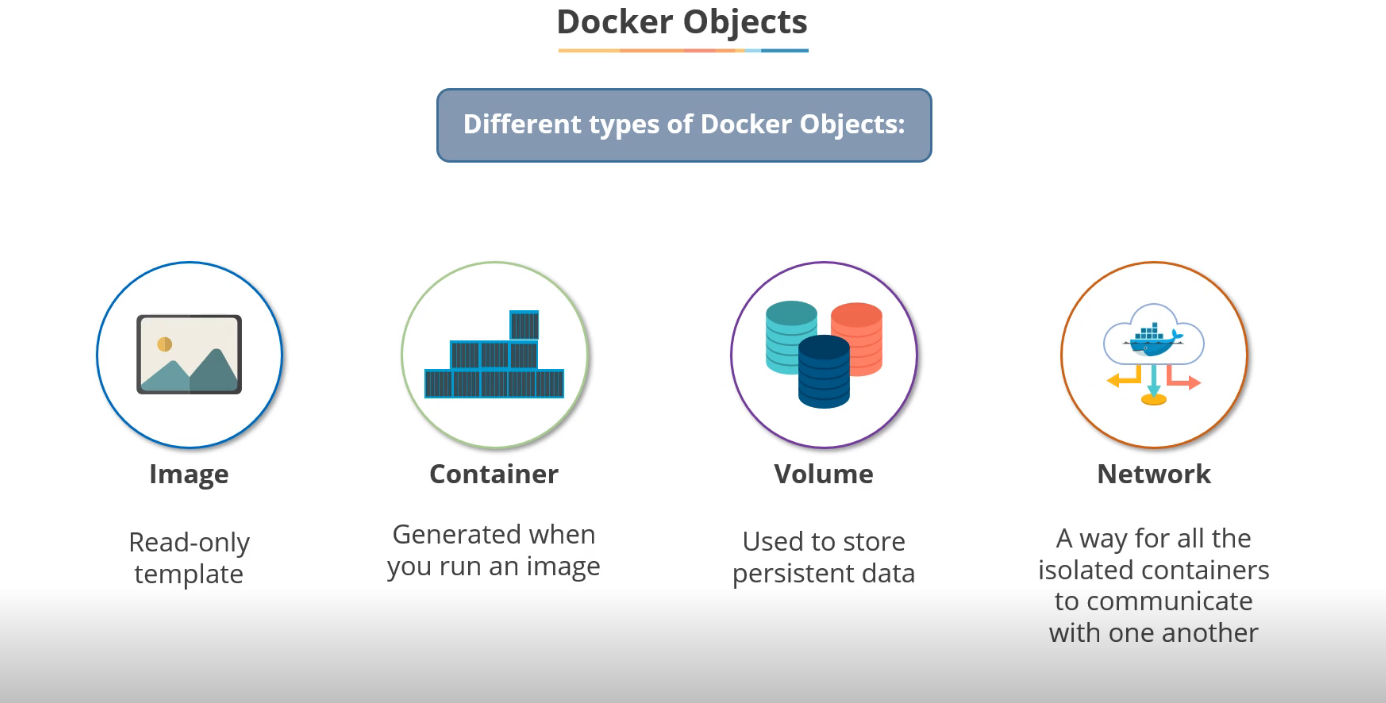 Docker Objects
Different types of Docker Objects:
Image
Container
Volume
Network
Read-only
template
Generated when
you run an image
Used to store
persistent data
A way for all the
isolated containers
to communicate
with one another